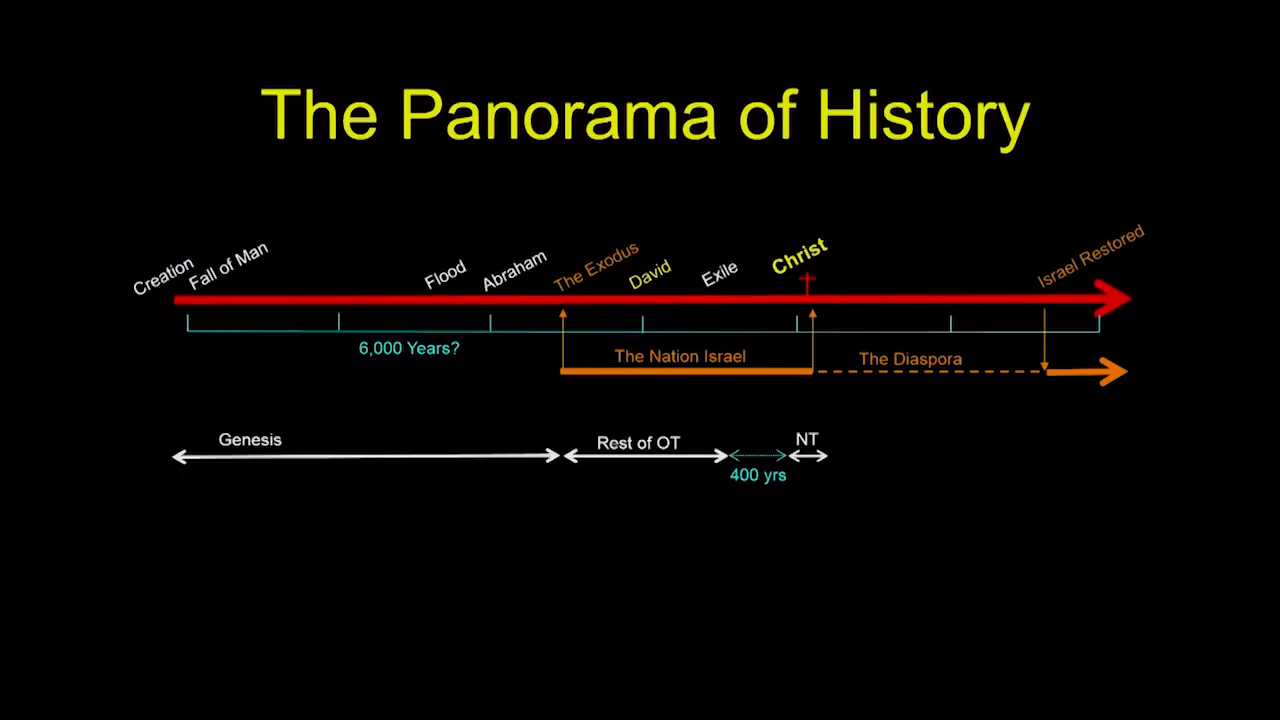 The Panorama of History
Creation
Fall of Man
Flood
Abraham
The Exodus
David
Exile
Christ
Israel Restored
6,000 Years?
The Nation Israel
The Diaspora
Genesis
Rest of OT
400 yrs
NT